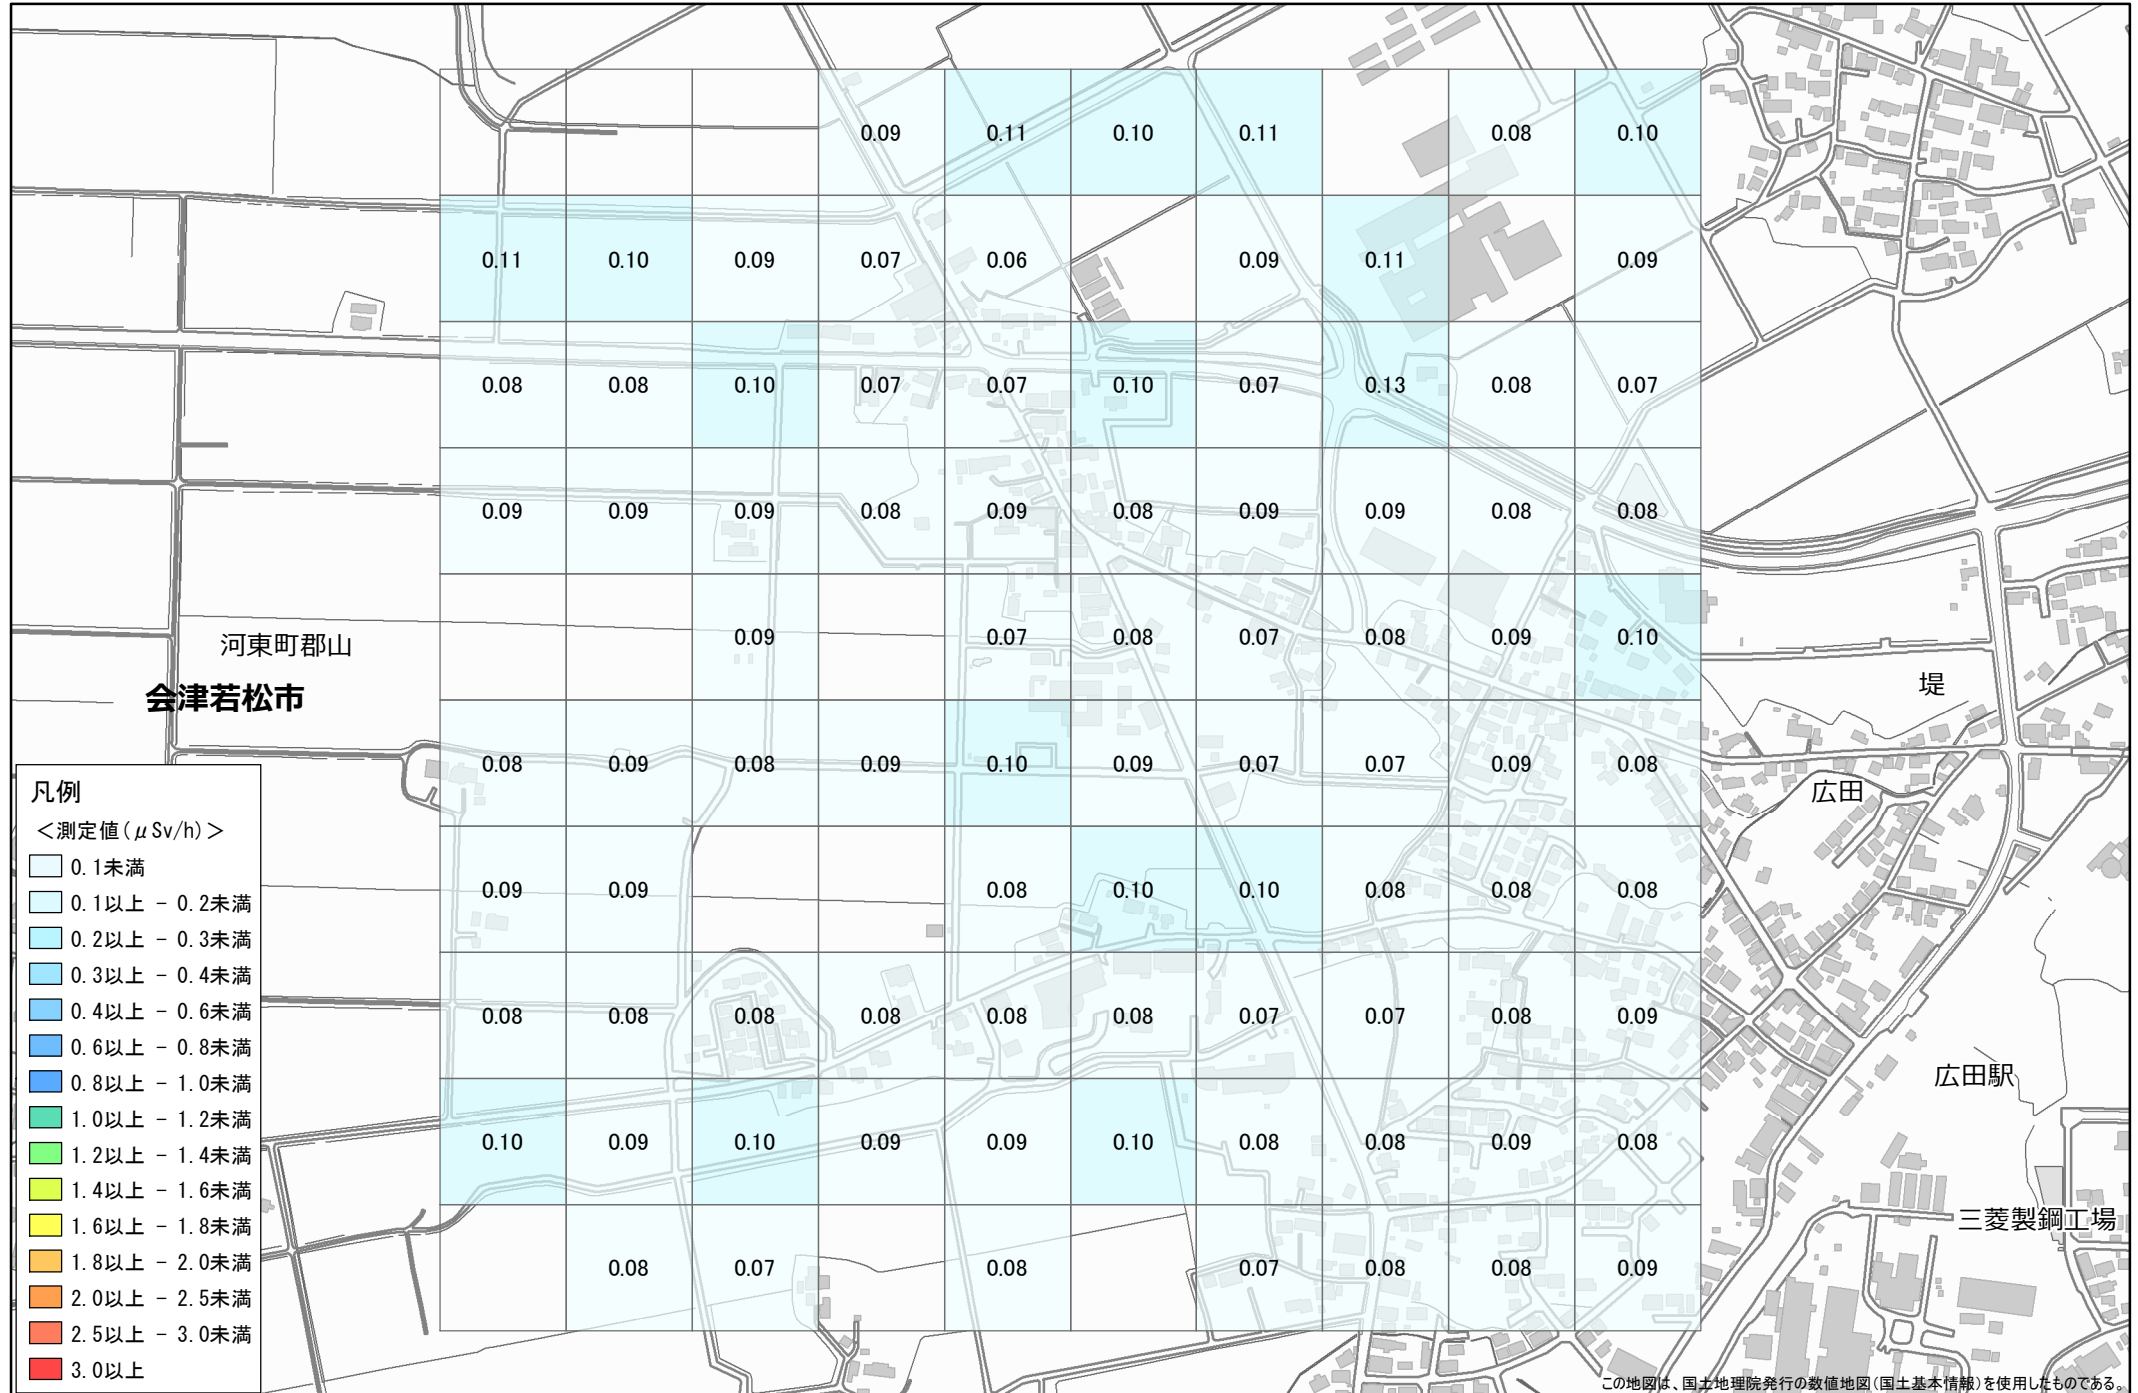 0.09 0.11 0.10 0.11 0.08 0.10
0.11 0.10 0.09 0.07 0.06 0.09 0.11 0.09
0.08 0.08 0.10 0.07 0.07 0.10 0.07 0.13 0.08 0.07
0.09 0.09 0.09 0.08 0.09 0.08 0.09 0.09 0.08 0.08
0.09 0.07 0.08 0.07 0.08 0.09 0.10
河東町郡山
会津若松市
堤
0.08 0.09 0.08 0.09 0.10 0.09 0.07 0.07 0.09 0.08
広田
0.09 0.09 0.08 0.10 0.10 0.08 0.08 0.08
0.08 0.08 0.08 0.08 0.08 0.08 0.07 0.07 0.08 0.09
広田駅
0.10 0.09 0.10 0.09 0.09 0.10 0.08 0.08 0.09 0.08
三菱製鋼工場
0.08 0.07 0.08 0.07 0.08 0.08 0.09
凡例
＜測定値(μSv/h)＞
0.1未満
0.1以上 - 0.2未満
0.2以上 - 0.3未満
0.3以上 - 0.4未満
0.4以上 - 0.6未満
0.6以上 - 0.8未満
0.8以上 - 1.0未満
1.0以上 - 1.2未満
1.2以上 - 1.4未満
1.4以上 - 1.6未満
1.6以上 - 1.8未満
1.8以上 - 2.0未満
2.0以上 - 2.5未満
2.5以上 - 3.0未満
3.0以上
この地図は、国土地理院発行の数値地図(国土基本情報)を使用したものである。